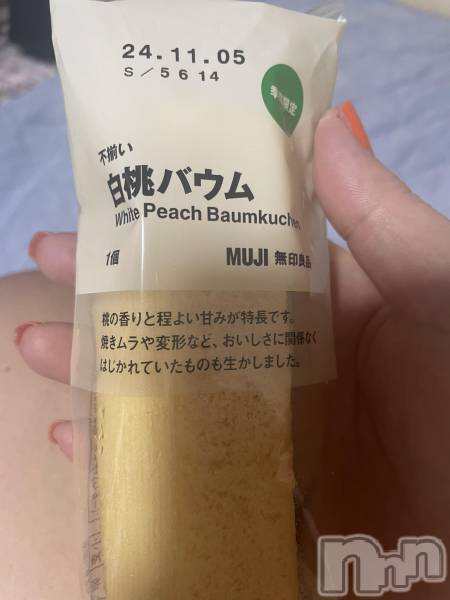 24.11.05
S/5614
季節限定
不揃い
白桃バウム
White Peach Baumkuchen
1個
MUJI 無印良品
桃の香りと程よい甘みが特長です。
焼きムラや変形など、おいしさに関係なく
はじかれていたものも生かしました。
nnn